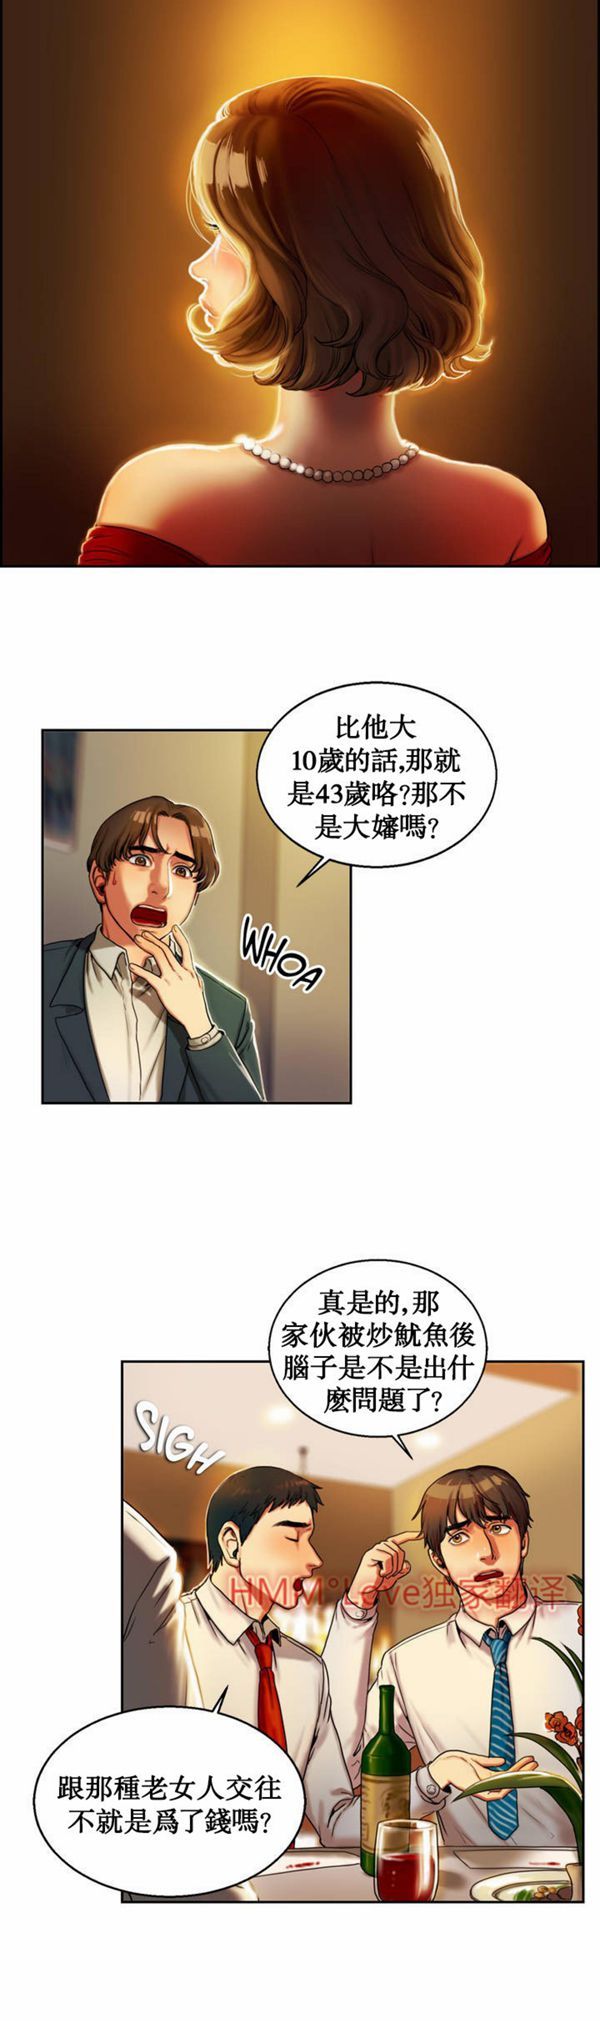 比他大
10歲的話,那就
是43歲咯?那不
是大嬸嗎?
WHOA
真是的,那
家伙被炒魷魚後
腦子是不是出什
麽問題了?
SIGH
HMM°Love独家翻译
跟那種老女人交往
不就是爲了錢嗎?